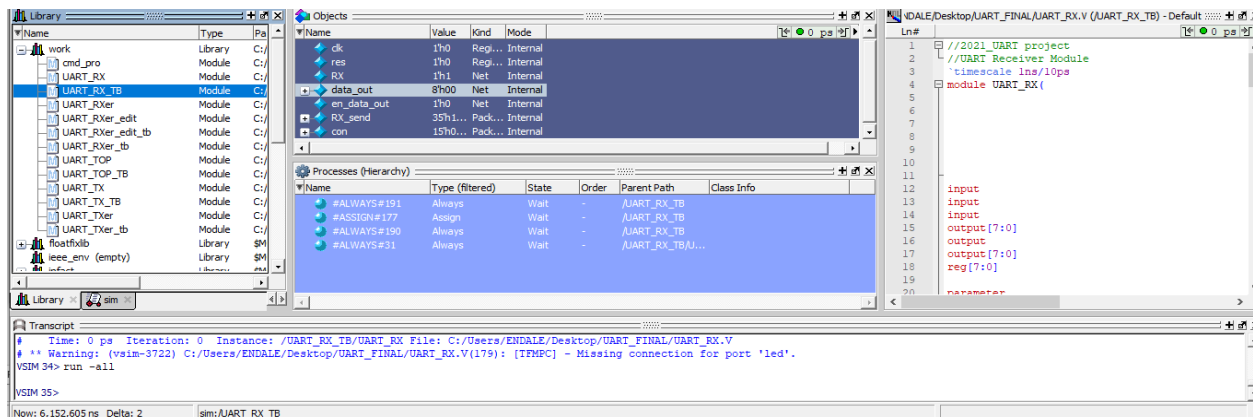 Library
Name Type Pa
work Library C:/
cmd_pro Module C:/
UART_RX Module C:/
UART_RX_TB Module C:/
UART_RXer Module C:/
UART_RXer_edit Module C:/
UART_RXer_edit_tb Module C:/
UART_RXer_tb Module C:/
UART_TOP Module C:/
UART_TOP_TB Module C:/
UART_TX Module C:/
UART_TX_TB Module C:/
UART_TXer Module C:/
UART_TXer_tb Module C:/
floatfixlib Library $M
ieee_env (empty) Library $M
infact Library $M
Library sim
Objects
Name Value Kind Mode 0 ps
clk 1'h0 Regi... Internal
res 1'h0 Regi... Internal
RX 1'h1 Net Internal
data_out 8'h00 Net Internal
en_data_out 1'h0 Net Internal
RX_send 35'h1... Pack... Internal
con 15'h0... Pack... Internal
Processes (Hierarchy)
Name Type (filtered) State Order Parent Path Class Info
#ALWAYS#191 Always Wait - /UART_RX_TB
#ASSIGN#177 Assign Wait - /UART_RX_TB
#ALWAYS#190 Always Wait - /UART_RX_TB
#ALWAYS#31 Always Wait - /UART_RX_TB/U...
NDALE/Desktop/UART_FINAL/UART_RX.V (/UART_RX_TB) - Default
Ln# 0 ps
1 //2021_UART project
2 //UART Receiver Module
3 `timescale 1ns/10ps
4 module UART_RX(
5
6
7
8
9
10
11
12 input
13 input
14 input
15 output[7:0]
16 output
17 output[7:0]
18 reg[7:0]
19
20 parameter
Transcript
# Time: 0 ps Iteration: 0 Instance: /UART_RX_TB/UART_RX File: C:/Users/ENDALE/Desktop/UART_FINAL/UART_RX.V
# ** Warning: (vsim-3722) C:/Users/ENDALE/Desktop/UART_FINAL/UART_RX.V(179): [TFMPC] - Missing connection for port 'led'.
VSIM 34> run -all
VSIM 35>
Now: 6,152,605 ns Delta: 2 sim:/UART_RX_TB